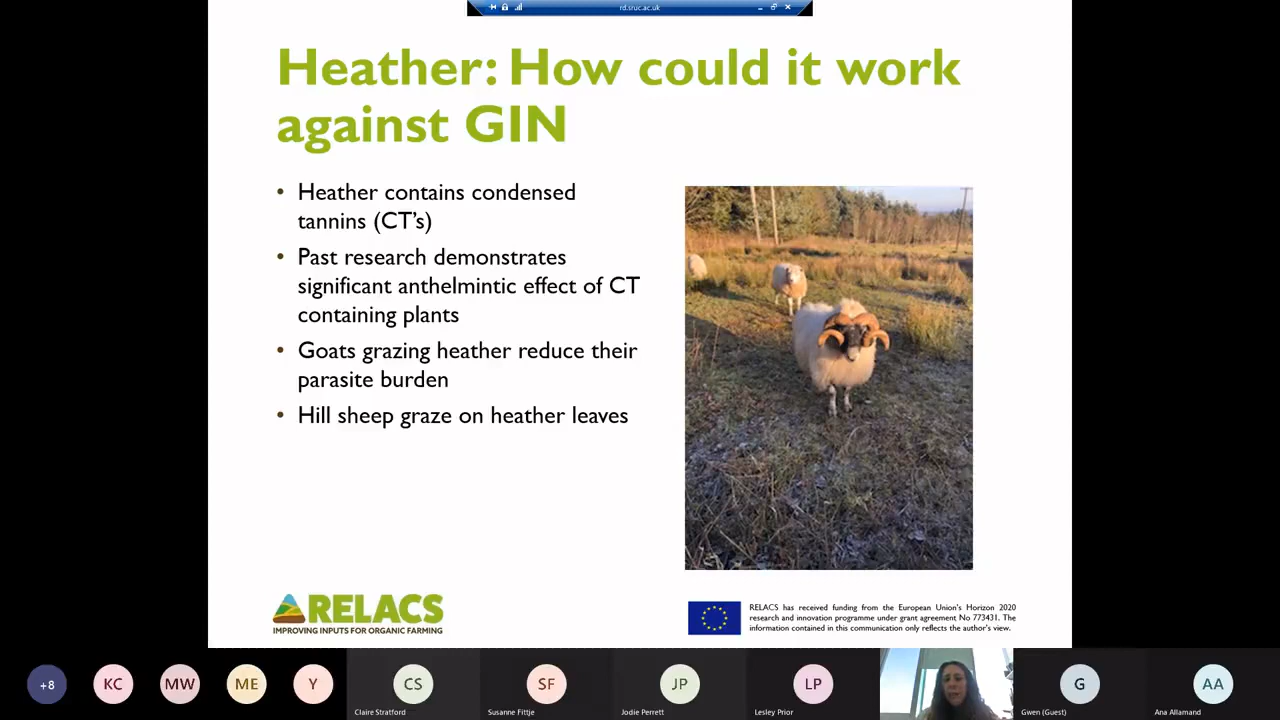 rd.sruc.ac.uk
Heather: How could it work
against GIN
• Heather contains condensed
tannins (CT's)
• Past research demonstrates
significant anthelmintic effect of CT
containing plants
• Goats grazing heather reduce their
parasite burden
• Hill sheep graze on heather leaves
RELACS
IMPROVING INPUTS FOR ORGANIC FARMING
RELACS has received funding from the European Union's Horizon 2020
research and innovation programme under grant agreement No 773431. The
information contained in this communication only reflects the author's view.
+8
KC
MW
ME
Y
CS
SF
JP
LP
G
AA
Claire Stratford
Susanne Fittje
Jodie Perrett
Lesley Prior
Gwen (Guest)
Ana Allamand